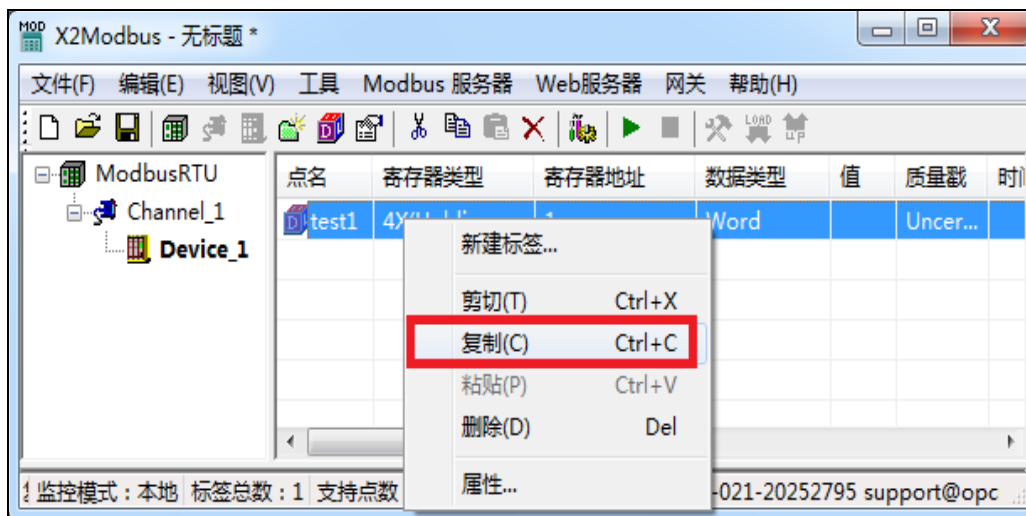 MOD X2Modbus - 无标题 *
文件(F) 编辑(E) 视图(V) 工具 Modbus 服务器 Web服务器 网关 帮助(H)
LOAD UP
ModbusRTU
Channel_1
Device_1
点名 寄存器类型 寄存器地址 数据类型 值 质量戳
test1 Word Uncer...
新建标签...
剪切(T) Ctrl+X
复制(C) Ctrl+C
粘贴(P) Ctrl+V
删除(D) Del
属性...
监控模式：本地 标签总数：1 支持点数 -021-20252795 support@opc